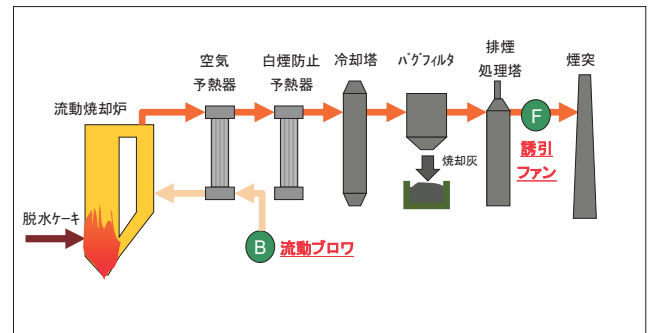 空気
予熱器
白煙防止
予熱器
冷却塔
バグフィルタ
排煙
処理塔
煙突
流動焼却炉
F
誘引
ファン
焼却灰
脱水ケーキ
B
流動ブロワ